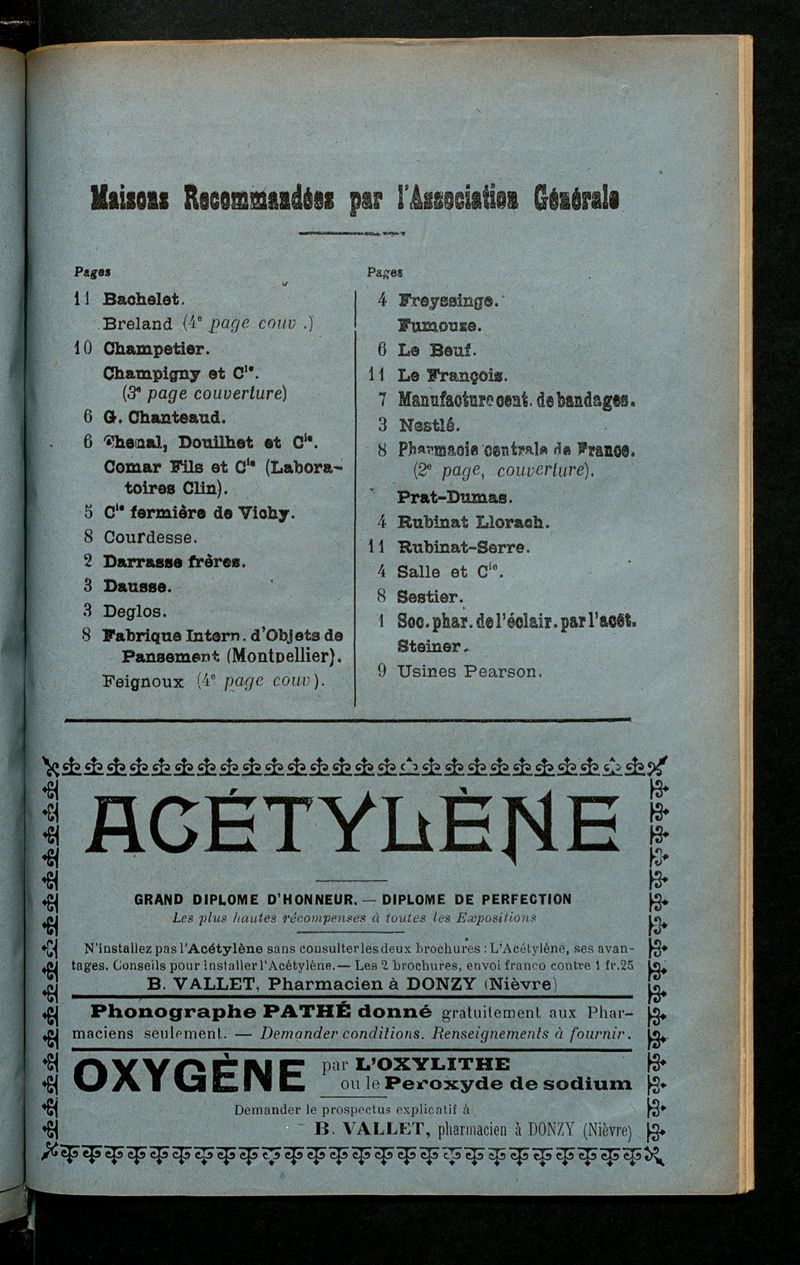 Maisons Recommandées par l'Association Générale
Pages
11 Bachelet.
Breland (4e page couv.)
10 Champetier.
Champigny et Cie.
(3e page couverture)
6 G. Chanteaud.
6 Chenal, Douilhet et Cie.
Comar Fils et Cie (Labora-
toires Clin).
5 Cie fermière de Vichy.
8 Courdesse.
2 Darrasse frères.
3 Dausse.
3 Deglos.
8 Fabrique Intern. d'Objets de
Pansement (Montpellier).
Feignoux (4e page couv).
Pages
4 Freyssinge.
Fumouze.
6 Le Beuf.
11 Le François.
7 Manufacture cent. de bandages.
3 Nestlé.
8 Pharmacie centrale de France.
(2e page, couverture).
Prat-Dumas.
4 Rubinat Llorach.
11 Rubinat-Serre.
4 Salle et Cie.
8 Sestier.
1 Soc. phar. de l'éclair. par l'acét.
Steiner.
9 Usines Pearson.
ACÉTYLÈNE
GRAND DIPLOME D'HONNEUR. — DIPLOME DE PERFECTION
Les plus hautes récompenses à toutes les Expositions
N'installez pas l'Acétylène sans consulter les deux brochures : L'Acétylène, ses avan-
tages. Conseils pour installer l'Acétylène. — Les 2 brochures, envoi franco contre 1 fr.25
B. VALLET, Pharmacien à DONZY (Nièvre)
Phonographe PATHÉ donné gratuitement aux Phar-
maciens seulement. — Demander conditions. Renseignements à fournir.
OXYGÈNE par L'OXYLITHE
ou le Peroxyde de sodium
Demander le prospectus explicatif à
B. VALLET, pharmacien à DONZY (Nièvre)